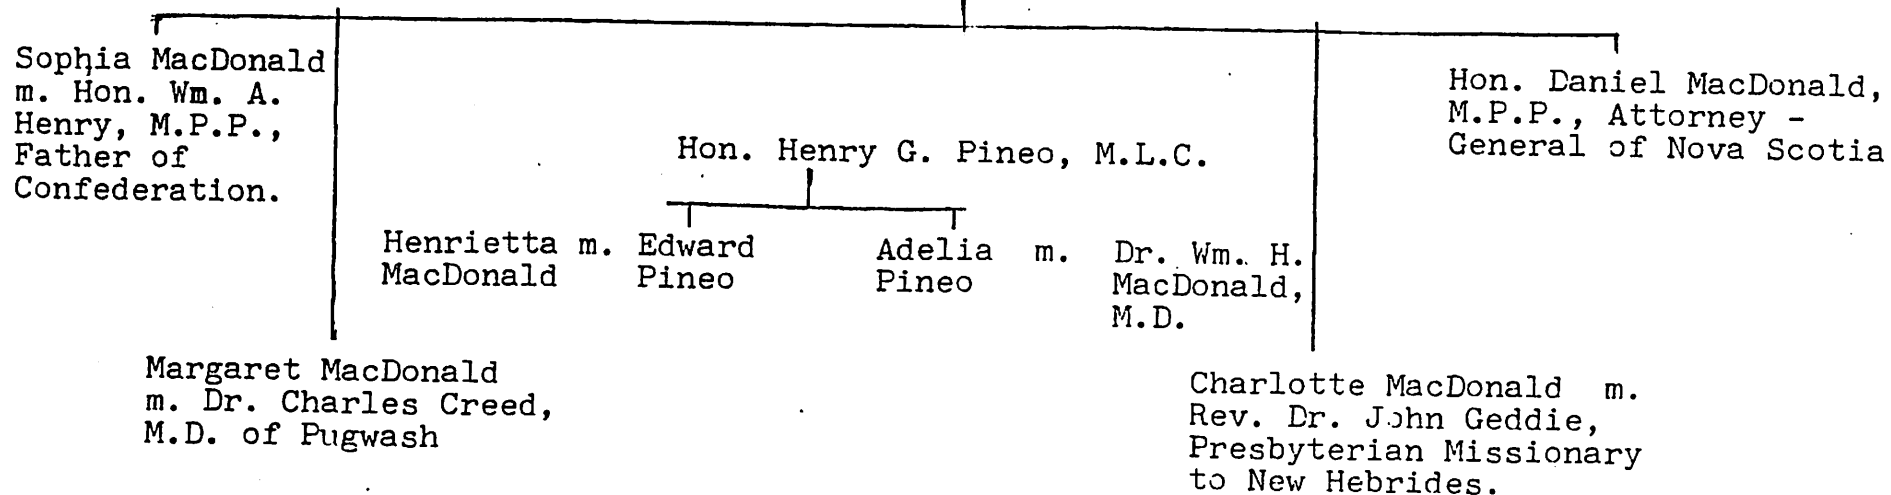 Sophia MacDonald
m. Hon. Wm. A.
Henry, M.P.P.,
Father of
Confederation.
Hon. Daniel MacDonald,
M.P.P., Attorney -
General of Nova Scotia
Hon. Henry G. Pineo, M.L.C.
Henrietta m. Edward
MacDonald Pineo
Adelia m. Dr. Wm. H.
Pineo MacDonald,
M.D.
Margaret MacDonald
m. Dr. Charles Creed,
M.D. of Pugwash
Charlotte MacDonald m.
Rev. Dr. John Geddie,
Presbyterian Missionary
to New Hebrides.